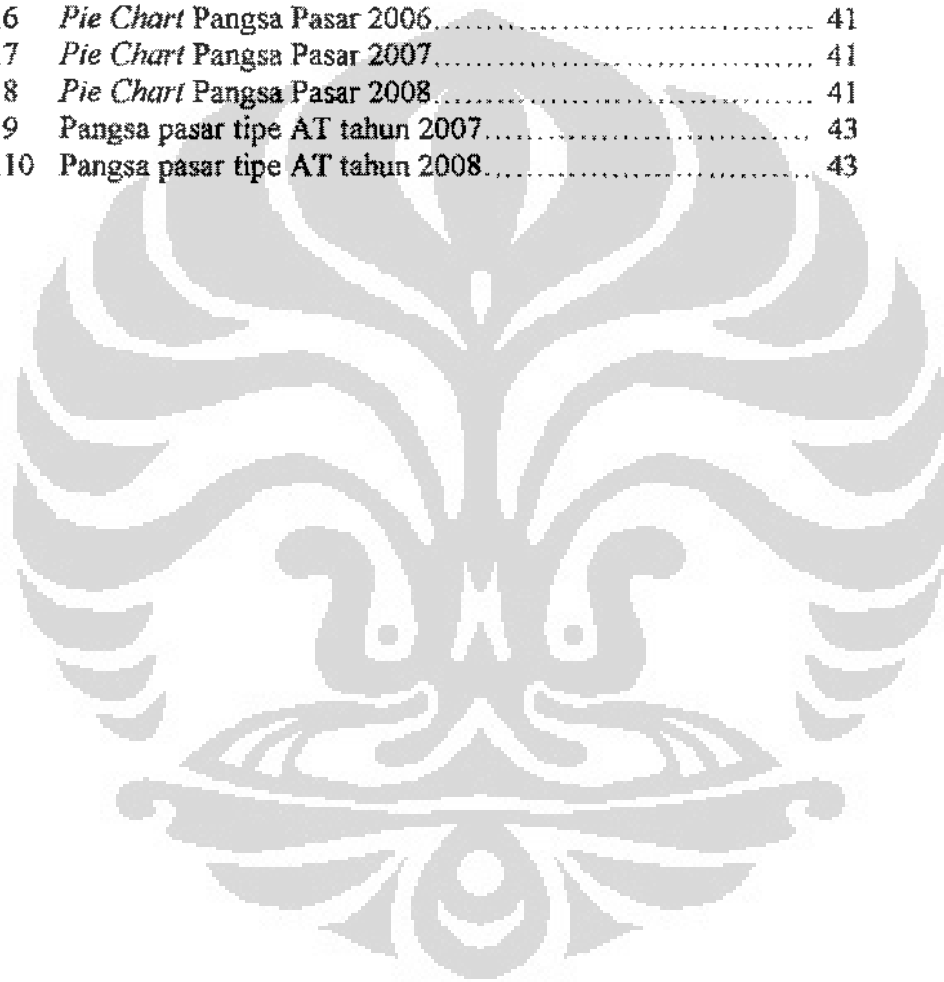 6 Pie Chart Pangsa Pasar 2006 41
7 Pie Chart Pangsa Pasar 2007 41
8 Pie Chart Pangsa Pasar 2008 41
9 Pangsa pasar tipe AT tahun 2007 43
10 Pangsa pasar tipe AT tahun 2008 43